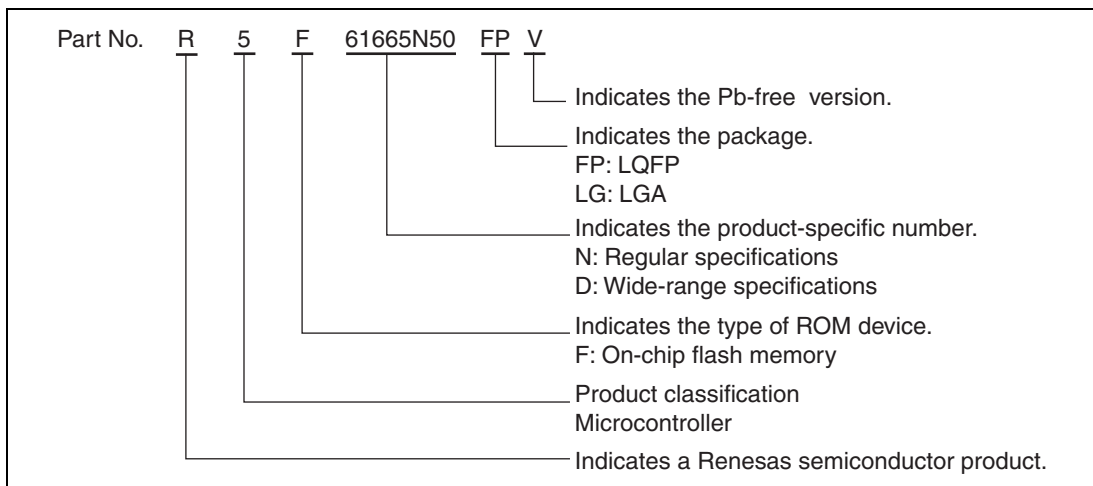 Part No. R 5 F 61665N50 FP V
Indicates the Pb-free version.
Indicates the package.
FP: LQFP
LG: LGA
Indicates the product-specific number.
N: Regular specifications
D: Wide-range specifications
Indicates the type of ROM device.
F: On-chip flash memory
Product classification
Microcontroller
Indicates a Renesas semiconductor product.